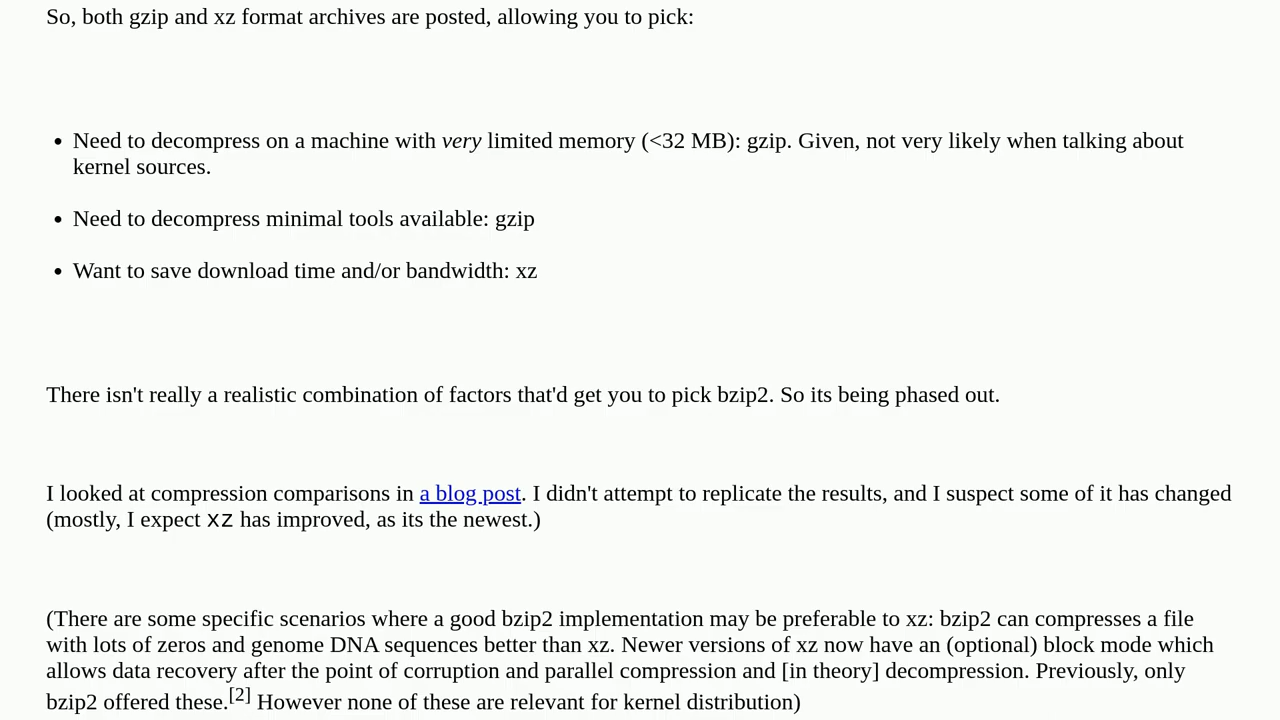 So, both gzip and xz format archives are posted, allowing you to pick:
• Need to decompress on a machine with very limited memory (<32 MB): gzip. Given, not very likely when talking about
kernel sources.
• Need to decompress minimal tools available: gzip
• Want to save download time and/or bandwidth: xz
There isn't really a realistic combination of factors that'd get you to pick bzip2. So its being phased out.
I looked at compression comparisons in a blog post. I didn't attempt to replicate the results, and I suspect some of it has changed
(mostly, I expect xz has improved, as its the newest.)
(There are some specific scenarios where a good bzip2 implementation may be preferable to xz: bzip2 can compresses a file
with lots of zeros and genome DNA sequences better than xz. Newer versions of xz now have an (optional) block mode which
allows data recovery after the point of corruption and parallel compression and [in theory] decompression. Previously, only
bzip2 offered these.[2] However none of these are relevant for kernel distribution)